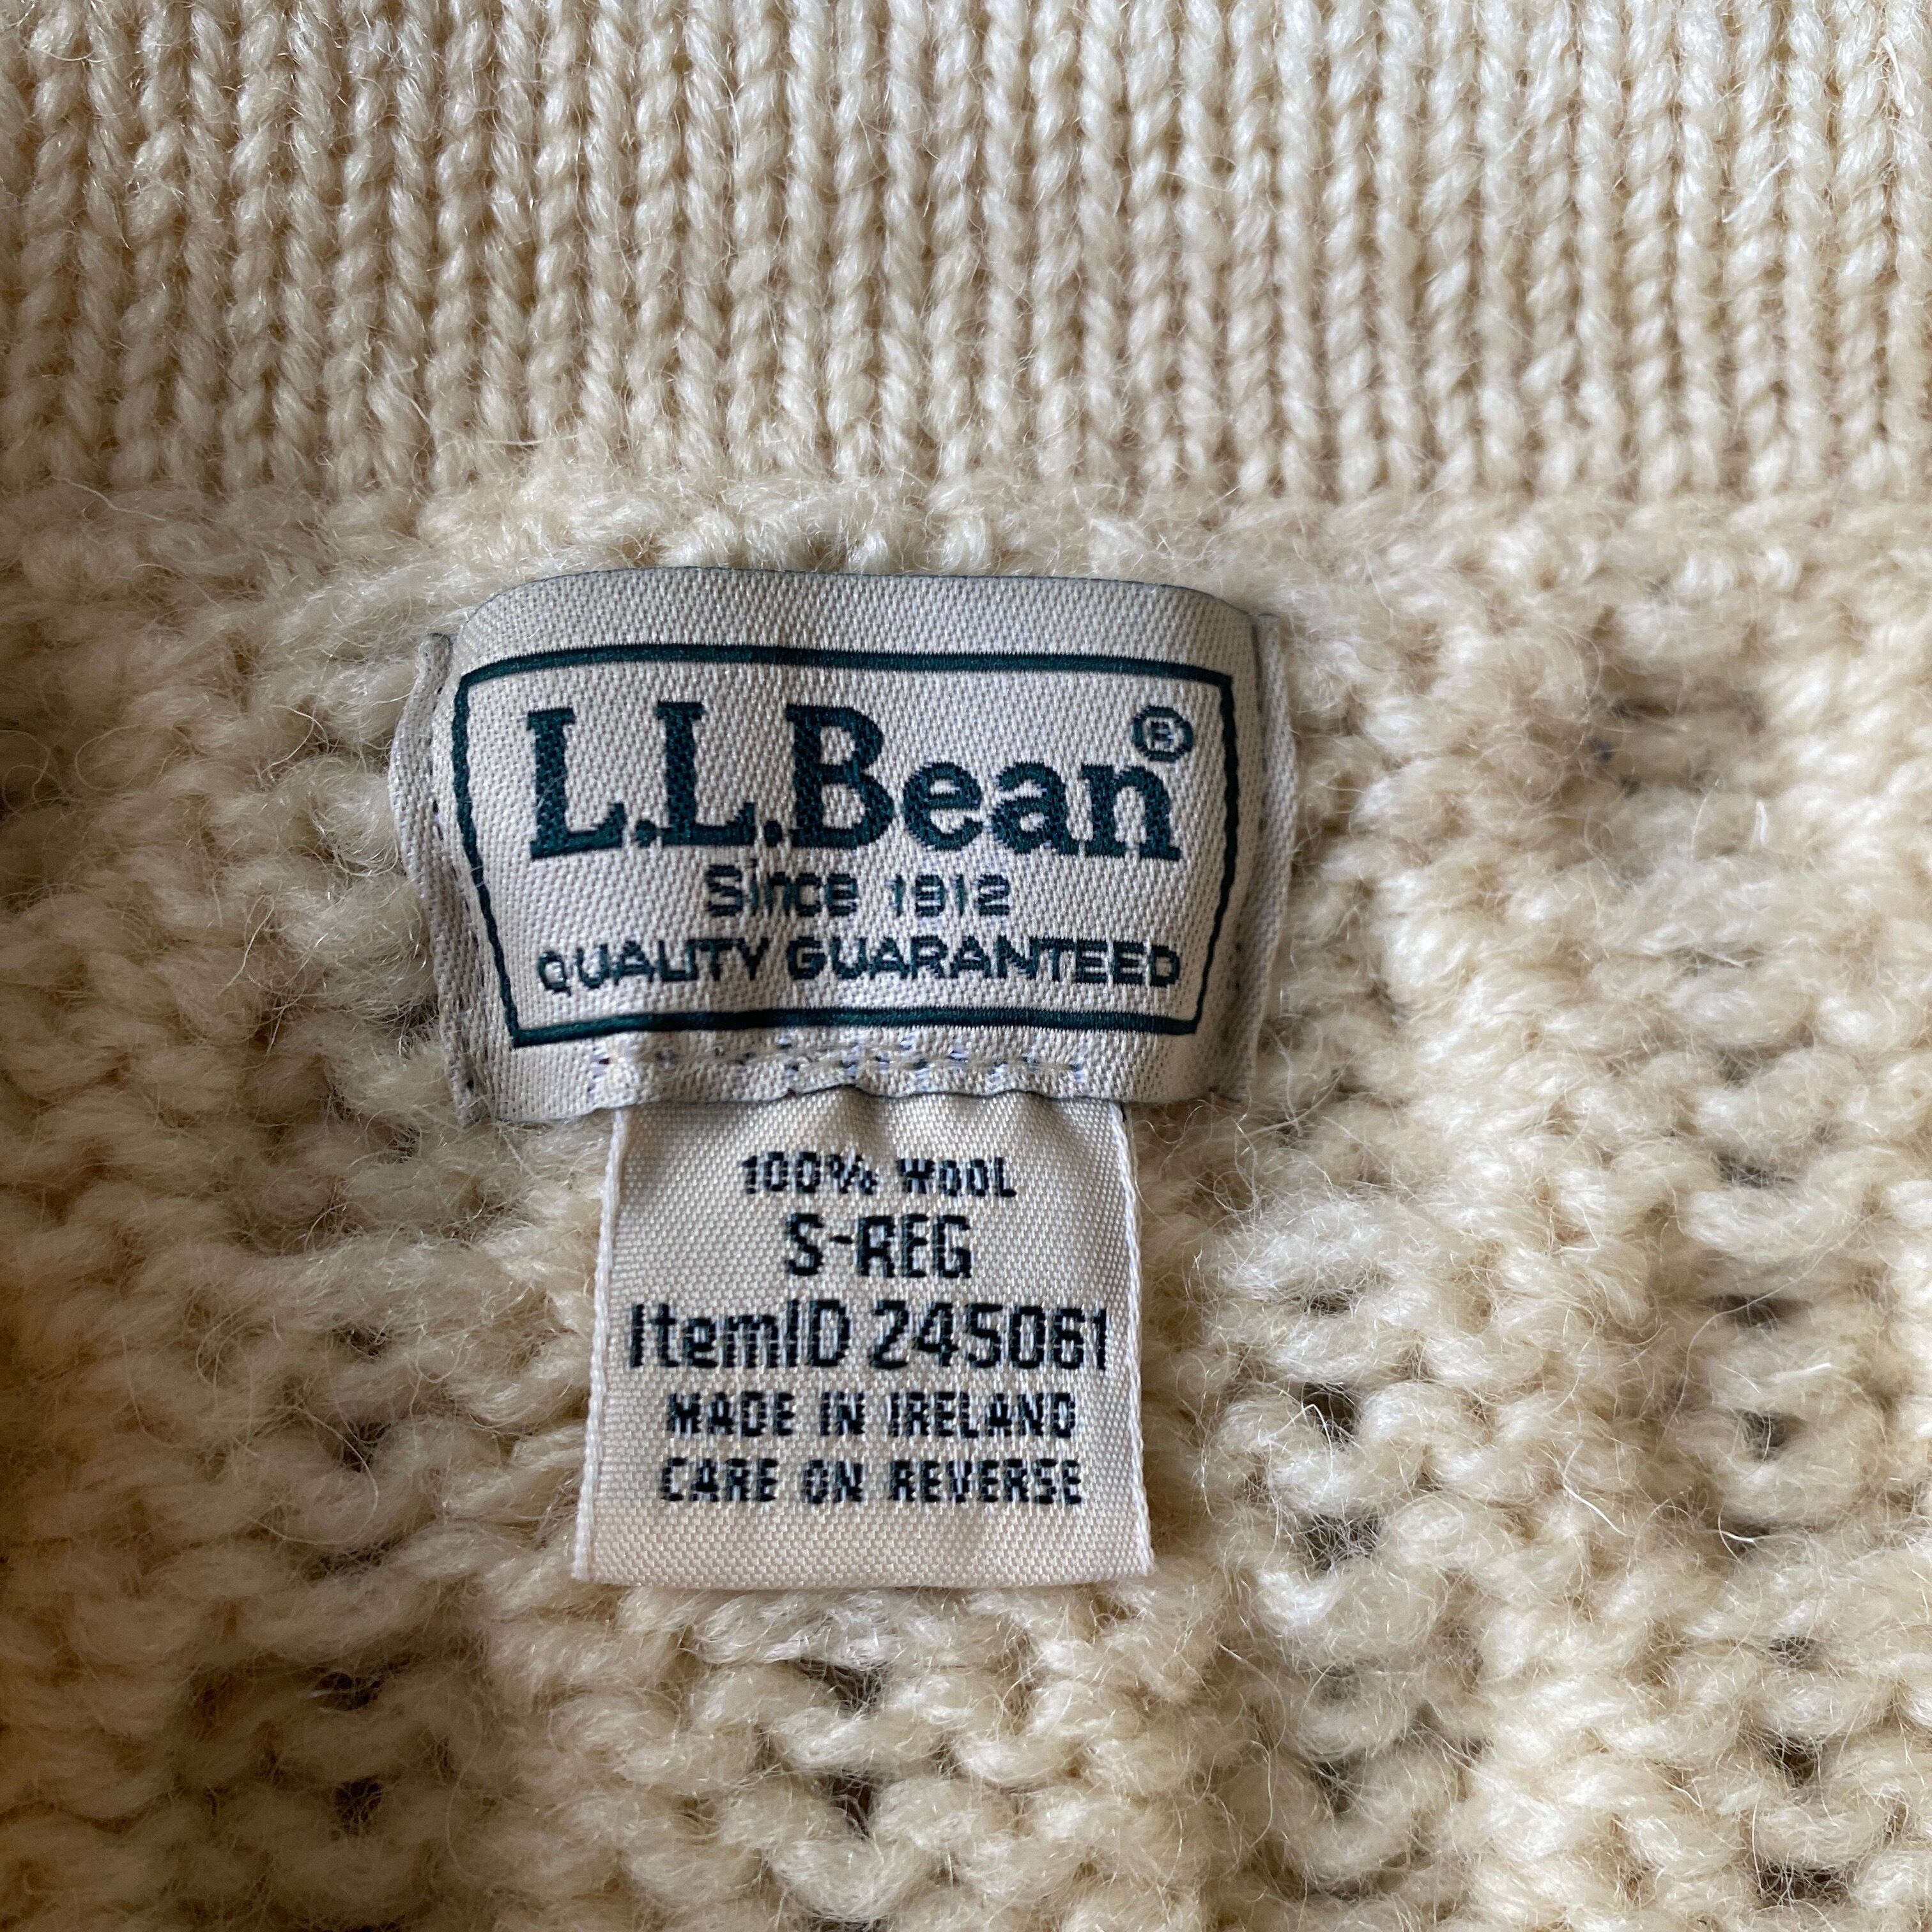 L.L.Bean®
Since 1912
QUALITY GUARANTEED
100% WOOL
S-REG
ItemID 245061
MADE IN IRELAND
CARE ON REVERSE